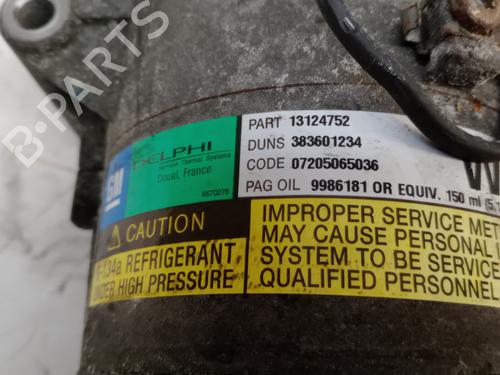 B-Parts
GM
DELPHI
Harrison Thermal Systems
Douai, France
6570275
PART 13124752
DUNS 383601234
CODE 07205065036
PAG OIL 9986181 OR EQUIV. 150 ml (5.
CAUTION
134a REFRIGERANT
UNDER HIGH PRESSURE
IMPROPER SERVICE MET
MAY CAUSE PERSONAL
SYSTEM TO BE SERVICE
QUALIFIED PERSONNEL